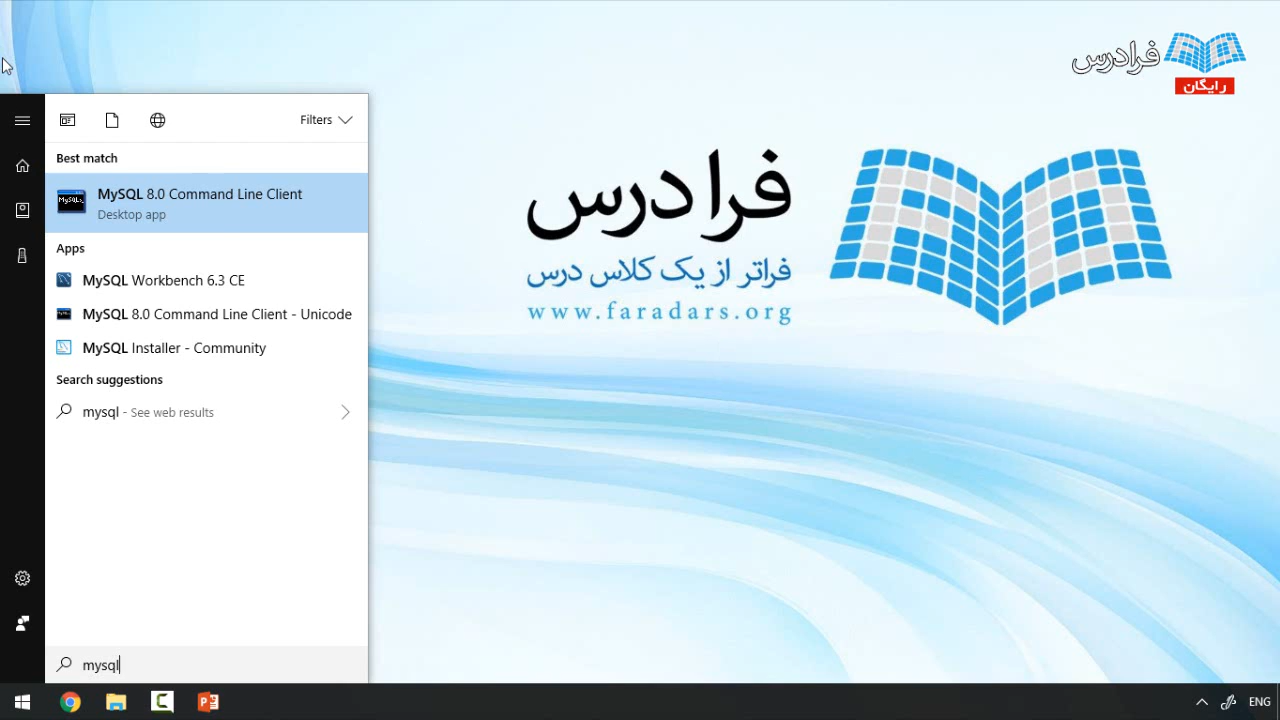 فرادرس
رایگان
Filters
Best match
MySQL 8.0 Command Line Client
Desktop app
Apps
MySQL Workbench 6.3 CE
MySQL 8.0 Command Line Client - Unicode
MySQL Installer - Community
Search suggestions
mysql - See web results
mysql
فرادرس
فراتر از یک کلاس درس
www.faradars.org
ENG